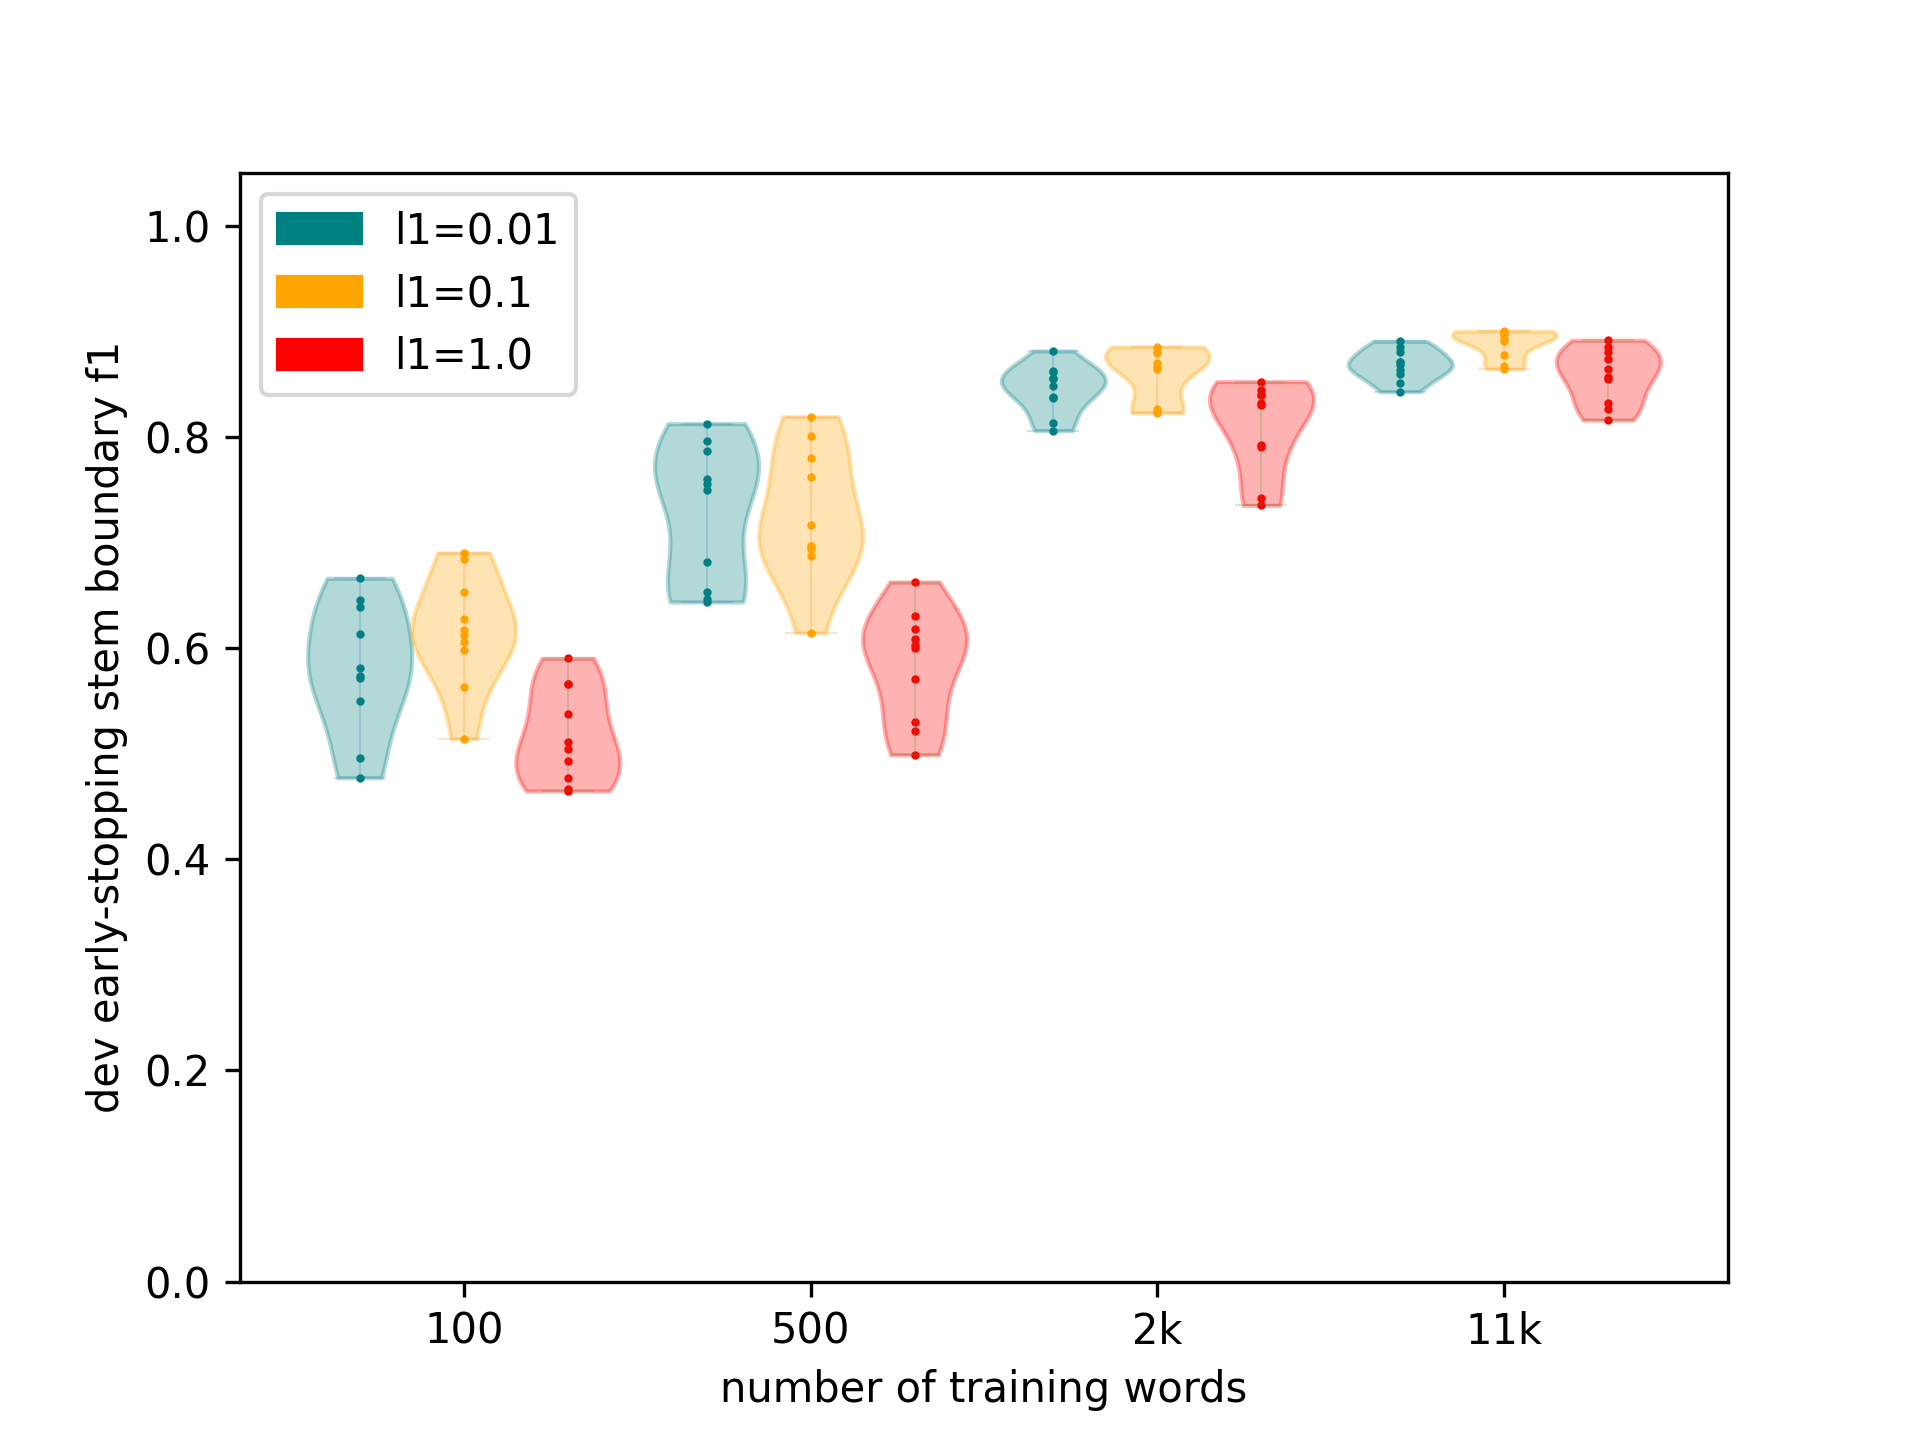 l1=0.01
l1=0.1
l1=1.0
1.0
0.8
0.6
0.4
0.2
0.0
dev early-stopping stem boundary f1
100 500 2k 11k
number of training words